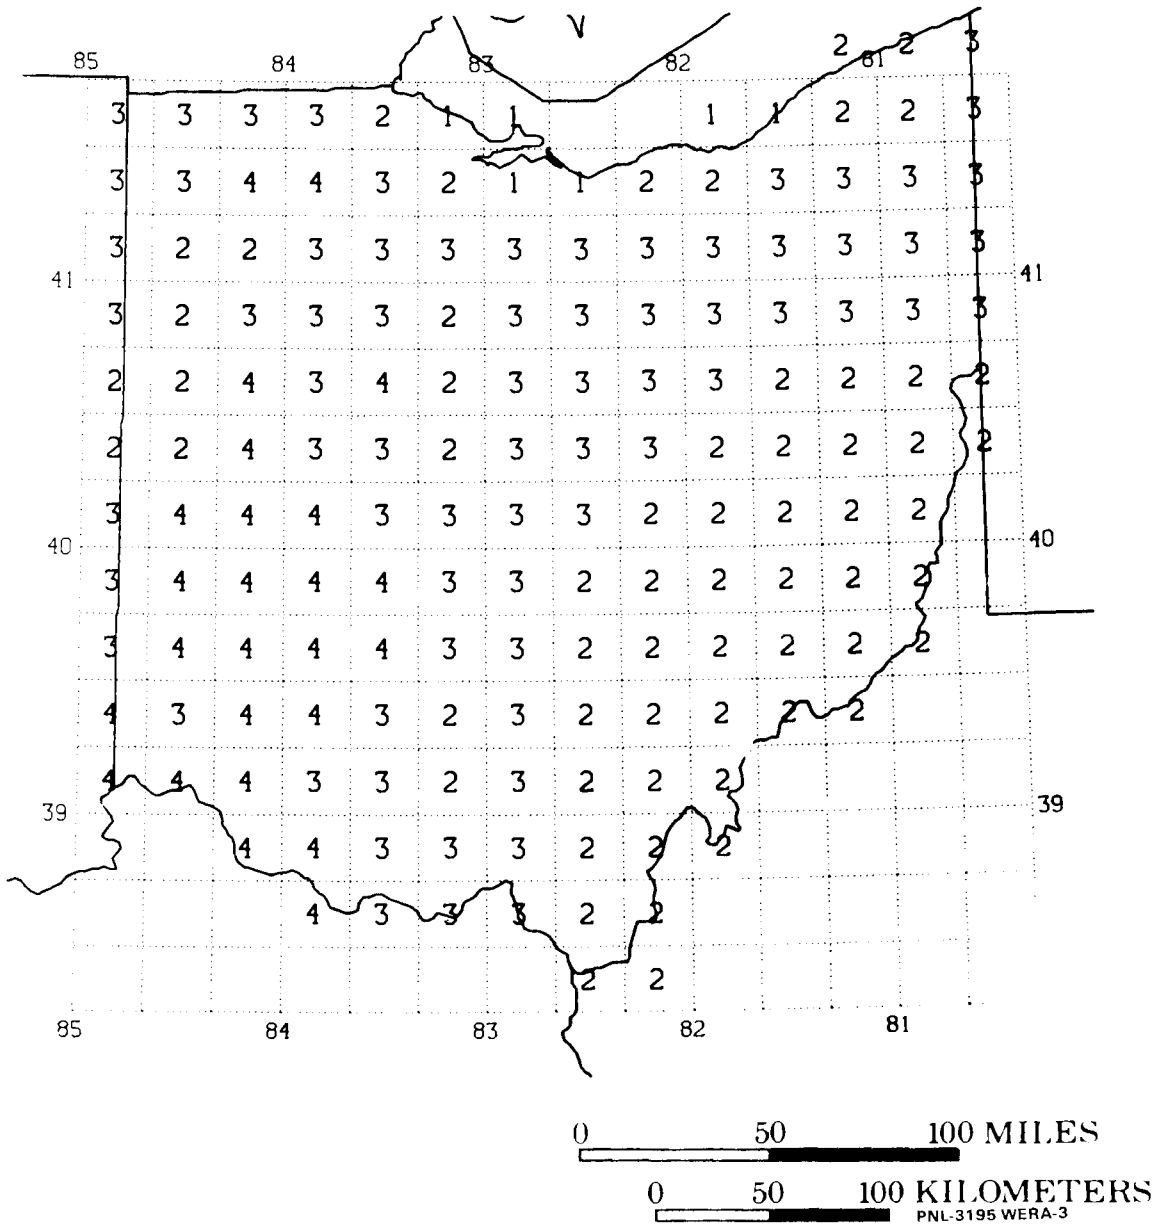 2 2 3
85 84 83 82 81
3 3 3 3 2 1 1 1 1 2 2 3
3 3 4 4 3 2 1 1 2 2 3 3 3 3
3 2 2 3 3 3 3 3 3 3 3 3 3 3
41 41
3 2 3 3 3 2 3 3 3 3 3 3 3 3
2 2 4 3 4 2 3 3 3 3 2 2 2 2
2 2 4 3 3 2 3 3 3 2 2 2 2 2
3 4 4 4 3 3 3 3 2 2 2 2 2
40 40
3 4 4 4 4 3 3 2 2 2 2 2 2
3 4 4 4 4 3 3 2 2 2 2 2 2
4 3 4 4 3 2 3 2 2 2 2 2
4 4 4 3 3 2 3 2 2 2
39 39
4 4 3 3 3 2 2 2
4 3 3 3 2 2
2 2
85 84 83 82 81
0 50 100 MILES
0 50 100 KILOMETERS
PNL-3195 WERA-3